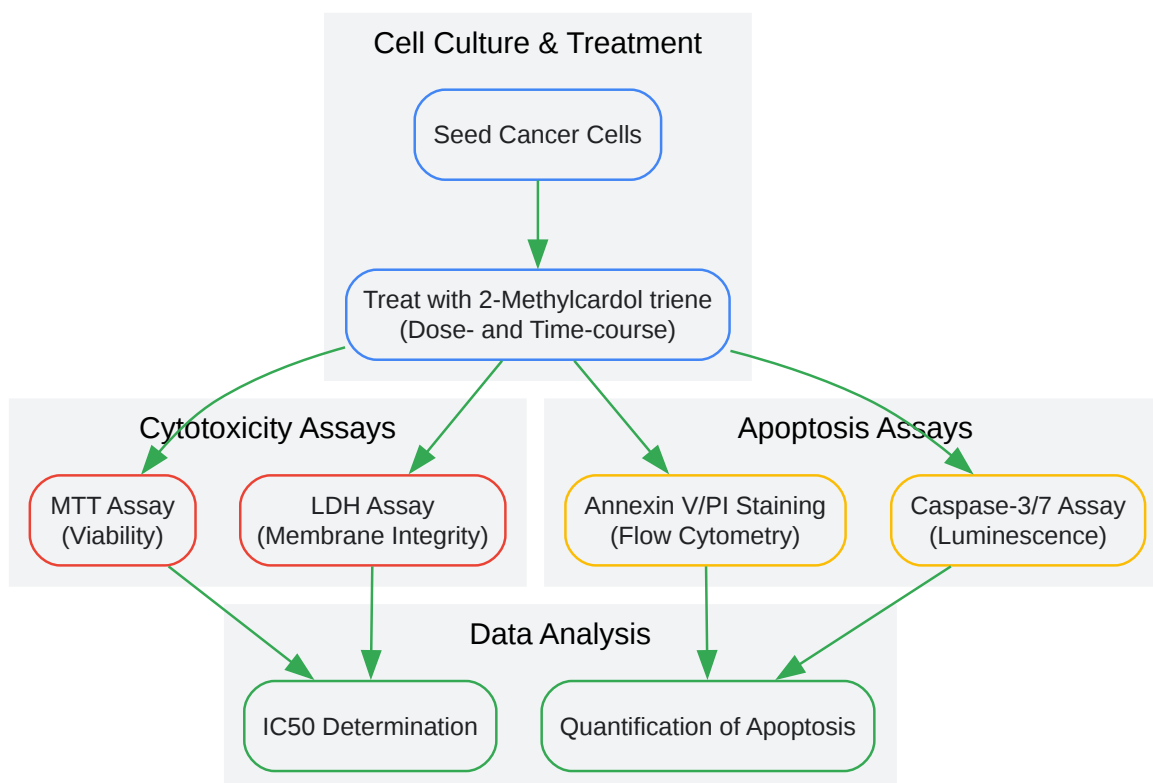 Cell Culture & Treatment
Seed Cancer Cells
Treat with 2-Methylcardol triene
(Dose- and Time-course)
Cytotoxicity Assays
MTT Assay
(Viability)
LDH Assay
(Membrane Integrity)
Apoptosis Assays
Annexin V/PI Staining
(Flow Cytometry)
Caspase-3/7 Assay
(Luminescence)
Data Analysis
IC50 Determination
Quantification of Apoptosis